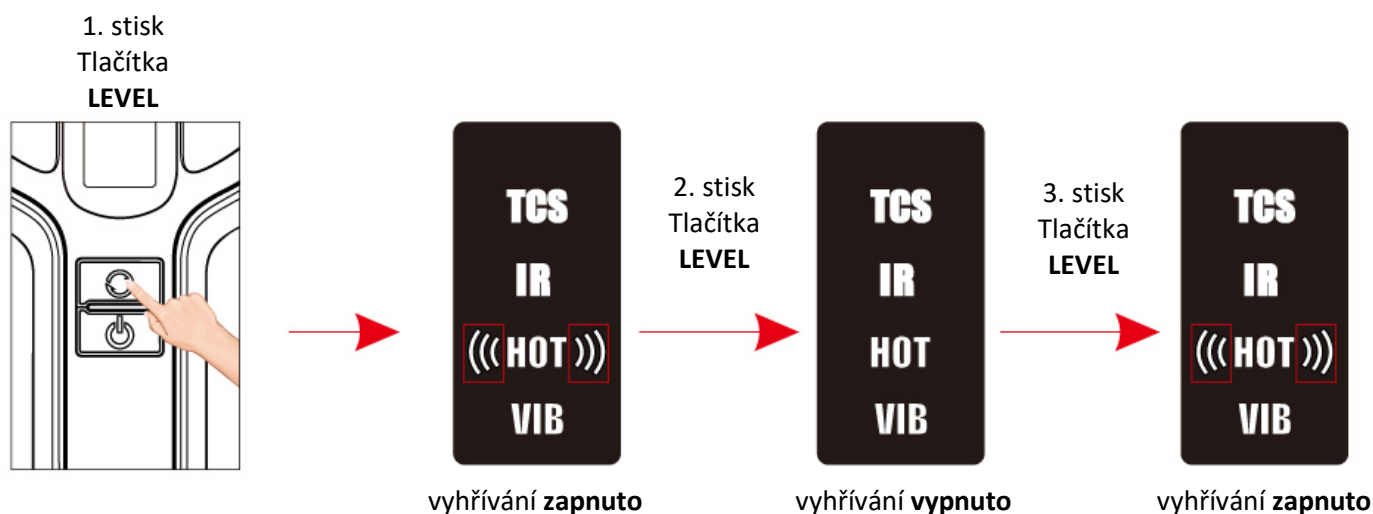 1. stisk
Tlačítka
LEVEL
TCS
IR
((( HOT )))
VIB
vyhřívání zapnuto
2. stisk
Tlačítka
LEVEL
TCS
IR
HOT
VIB
vyhřívání vypnuto
3. stisk
Tlačítka
LEVEL
TCS
IR
((( HOT )))
VIB
vyhřívání zapnuto